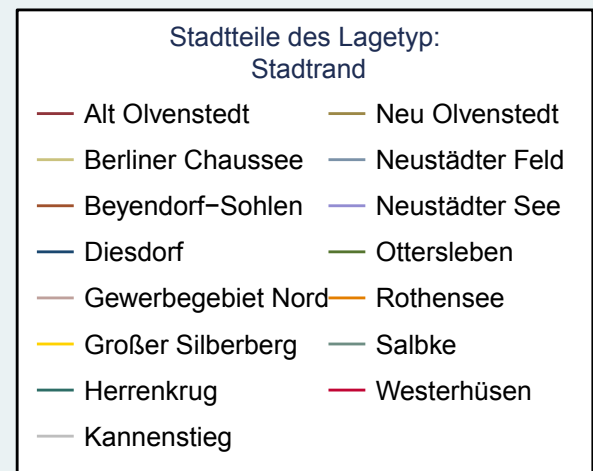 Stadtteile des Lagetyp:
Stadtrand
Alt Olvenstedt
Berliner Chaussee
Beyendorf−Sohlen
Diesdorf
Gewerbegebiet Nord
Großer Silberberg
Herrenkrug
Kannenstieg
Neu Olvenstedt
Neustädter Feld
Neustädter See
Ottersleben
Rothensee
Salbke
Westerhüsen